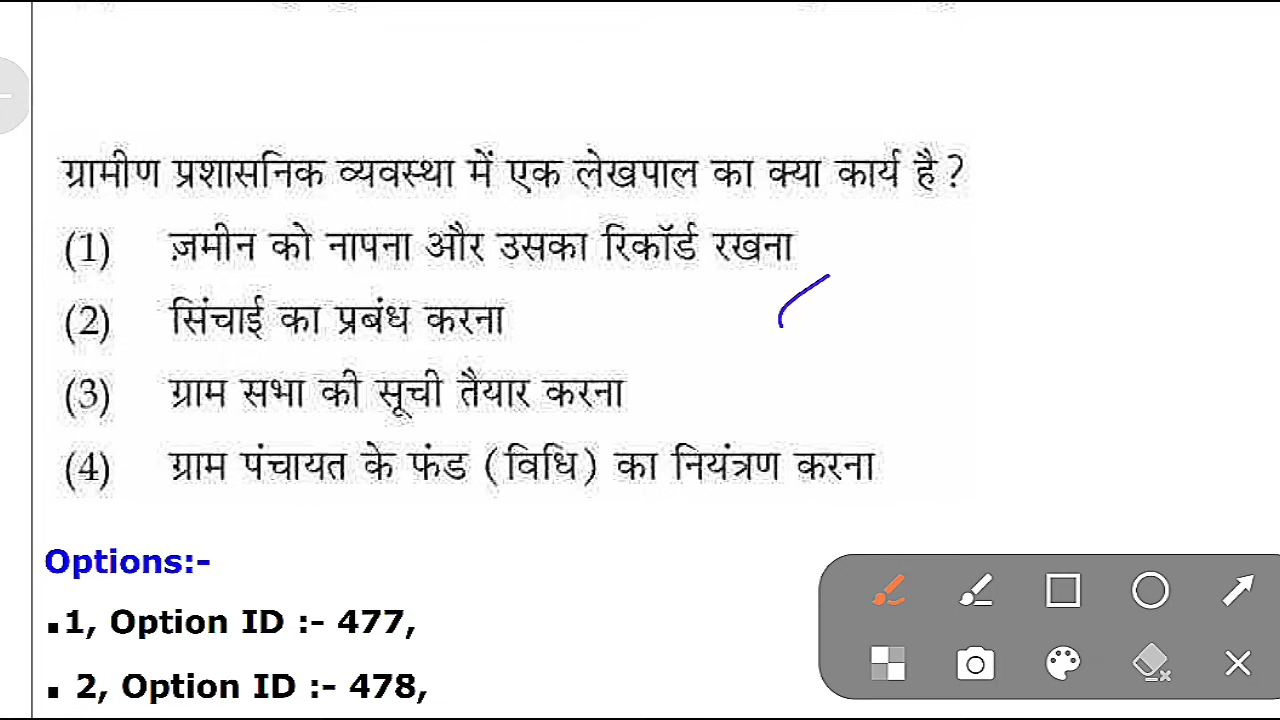 ग्रामीण प्रशासनिक व्यवस्था में एक लेखपाल का क्या कार्य है ?
(1) ज़मीन को नापना और उसका रिकॉर्ड रखना
(2) सिंचाई का प्रबंध करना
(3) ग्राम सभा की सूची तैयार करना
(4) ग्राम पंचायत के फंड (विधि) का नियंत्रण करना
Options:-
▪1, Option ID :- 477,
▪ 2, Option ID :- 478,